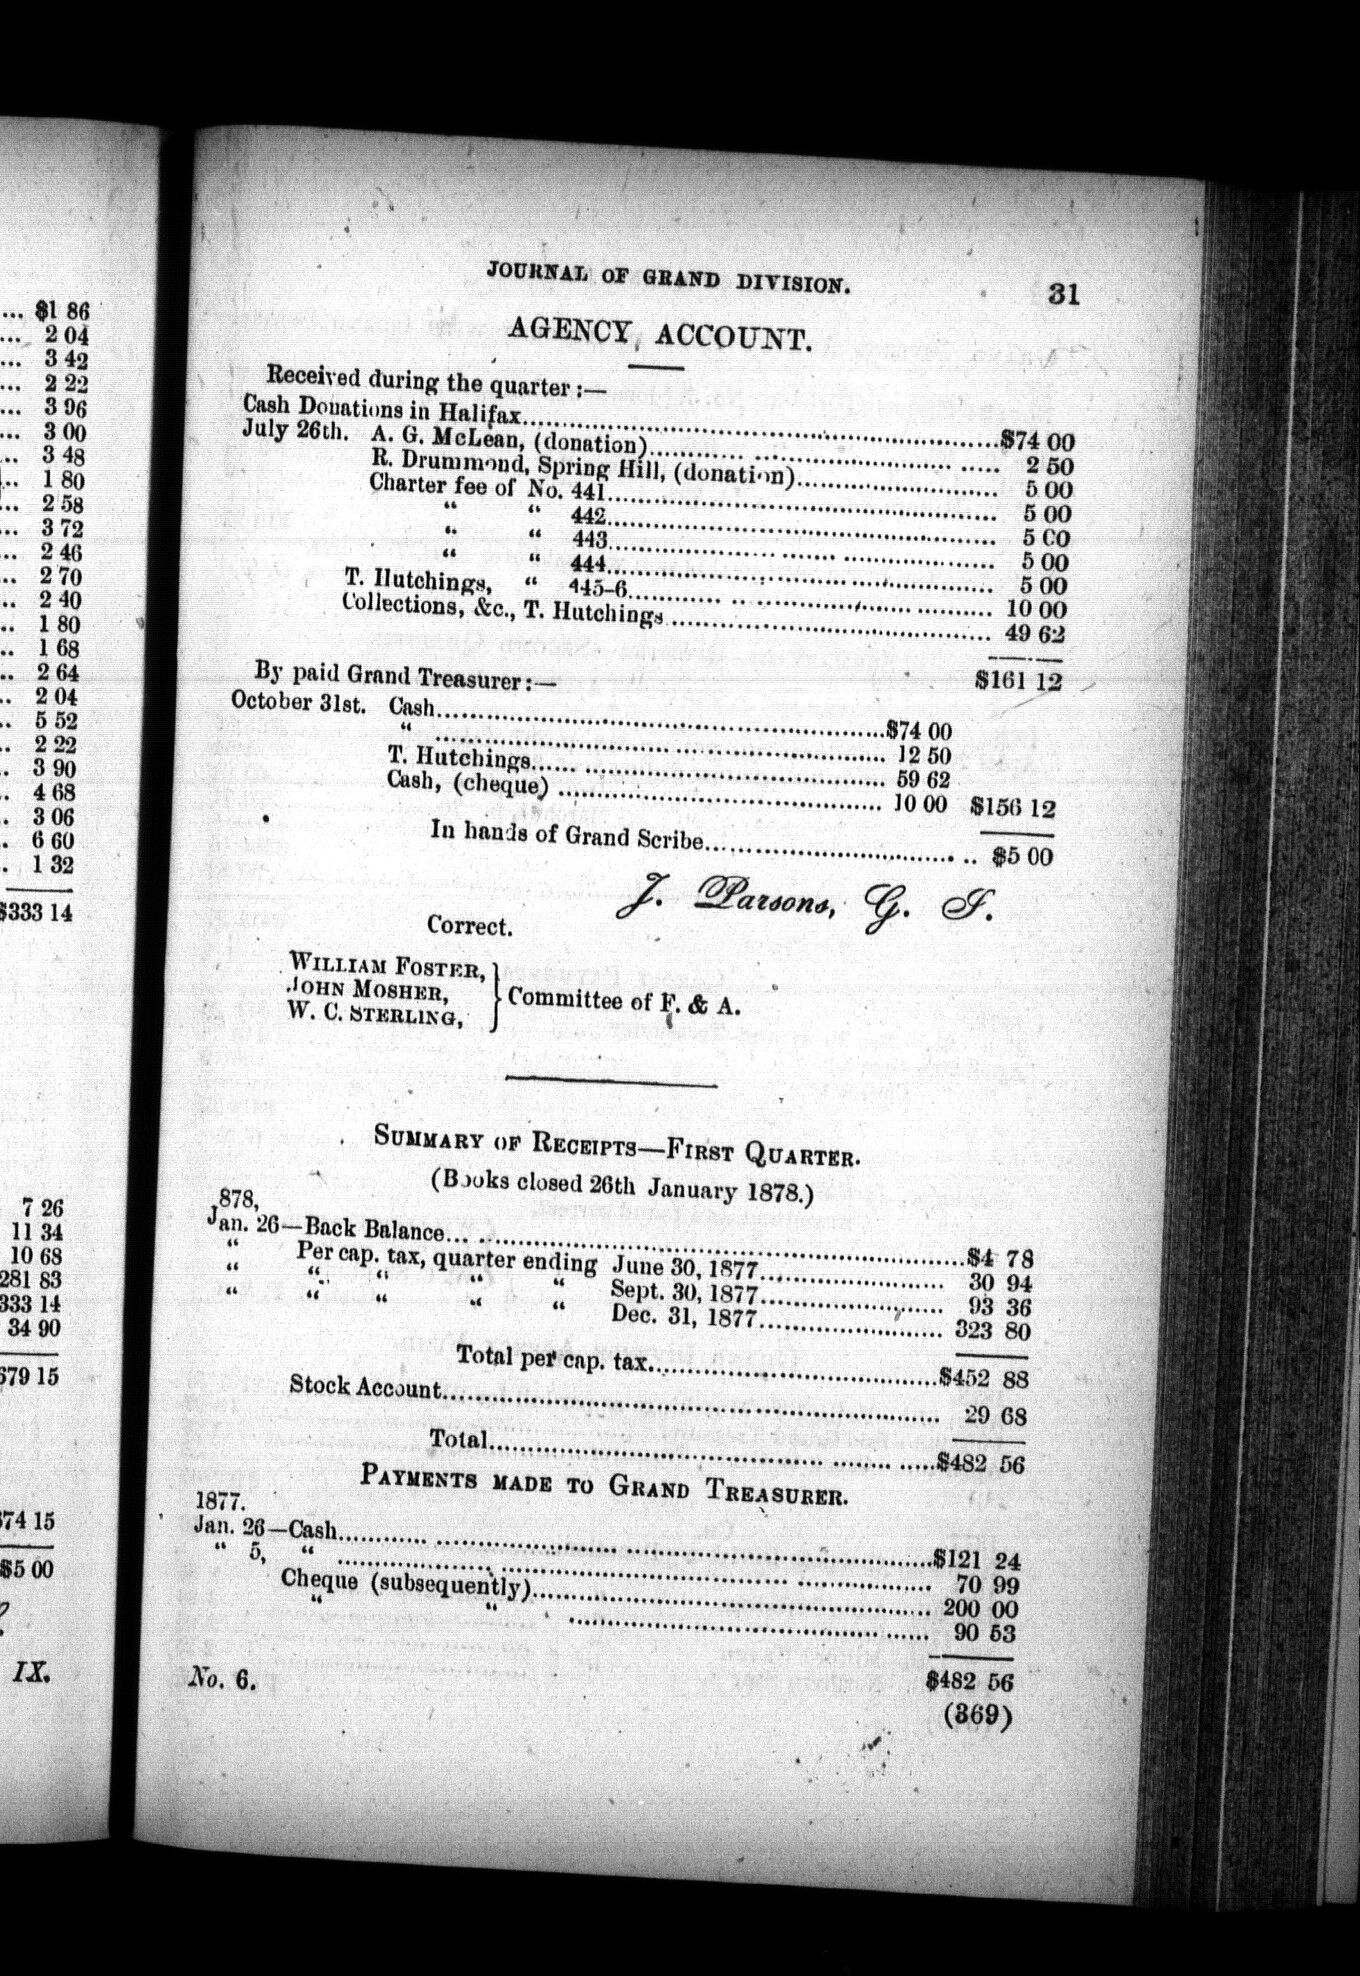 ... $1 86
... 2 04
... 3 42
... 2 22
... 3 96
... 3 00
... 3 48
... 1 80
... 2 58
... 3 72
... 2 46
... 2 70
... 2 40
... 1 80
... 1 68
... 2 64
... 2 04
... 5 52
... 2 22
... 3 90
... 4 68
... 3 06
. 6 60
. 1 32
$333 14
7 26
11 34
10 68
281 83
333 14
34 90
679 15
674 15
$5 00
IX.
JOURNAL OF GRAND DIVISION. 31
AGENCY ACCOUNT.
Received during the quarter :—
Cash Donations in Halifax........ $74 00
July 26th. A. G. McLean, (donation)........ 2 50
R. Drummond, Spring Hill, (donation)........ 5 00
Charter fee of No. 441........ 5 00
“ “ 442........ 5 00
“ “ 443........ 5 00
“ “ 444........ 5 00
T. Hutchings, “ 445-6........ 10 00
Collections, &c., T. Hutchings........ 49 62
$161 12
By paid Grand Treasurer :—
October 31st. Cash........ $74 00
“ ........ 12 50
T. Hutchings........ 59 62
Cash, (cheque) ........ 10 00 $156 12
In hands of Grand Scribe........ $5 00
J. Parsons, G. S.
Correct.
WILLIAM FOSTER,
JOHN MOSHER, } Committee of F. & A.
W. C. STERLING,
SUMMARY OF RECEIPTS—FIRST QUARTER.
(Books closed 26th January 1878.)
878,
Jan. 26—Back Balance........ $4 78
“ Per cap. tax, quarter ending June 30, 1877........ 30 94
“ “ “ “ “ Sept. 30, 1877........ 93 36
“ “ “ “ “ Dec. 31, 1877........ 323 80
Total per cap. tax........ $452 88
Stock Account........ 29 68
Total........ $482 56
PAYMENTS MADE TO GRAND TREASURER.
1877.
Jan. 26—Cash........ $121 24
“ 5, “ ........ 70 99
Cheque (subsequently)........ 200 00
“ “ ........ 90 53
$482 56
No. 6.
(369)